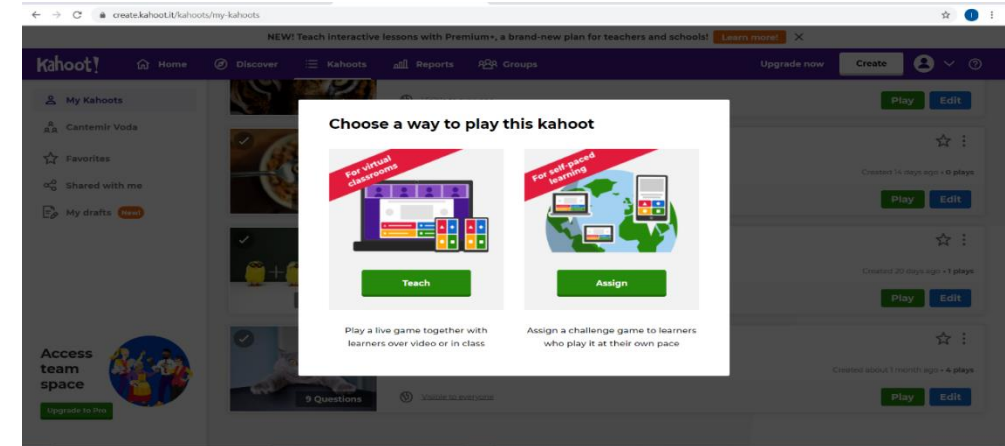 create.kahoot.it/kahoots/my-kahoots
NEW! Teach interactive lessons with Premium+, a brand-new plan for teachers and schools! Learn more!
Kahoot! Home Discover Kahoots Reports Groups Upgrade now Create
My Kahoots
Cantemir Voda
Favorites
Shared with me
My drafts New!
Play Edit
Created 14 days ago • 0 plays
Play Edit
Created 20 days ago • 1 plays
Play Edit
Created about 1 month ago • 4 plays
9 Questions
Visible to everyone
Play Edit
Access
team
space
Upgrade to Pro
Choose a way to play this kahoot
For virtual
classrooms
Teach
Play a live game together with
learners over video or in class
For self-paced
learning
Assign
Assign a challenge game to learners
who play it at their own pace